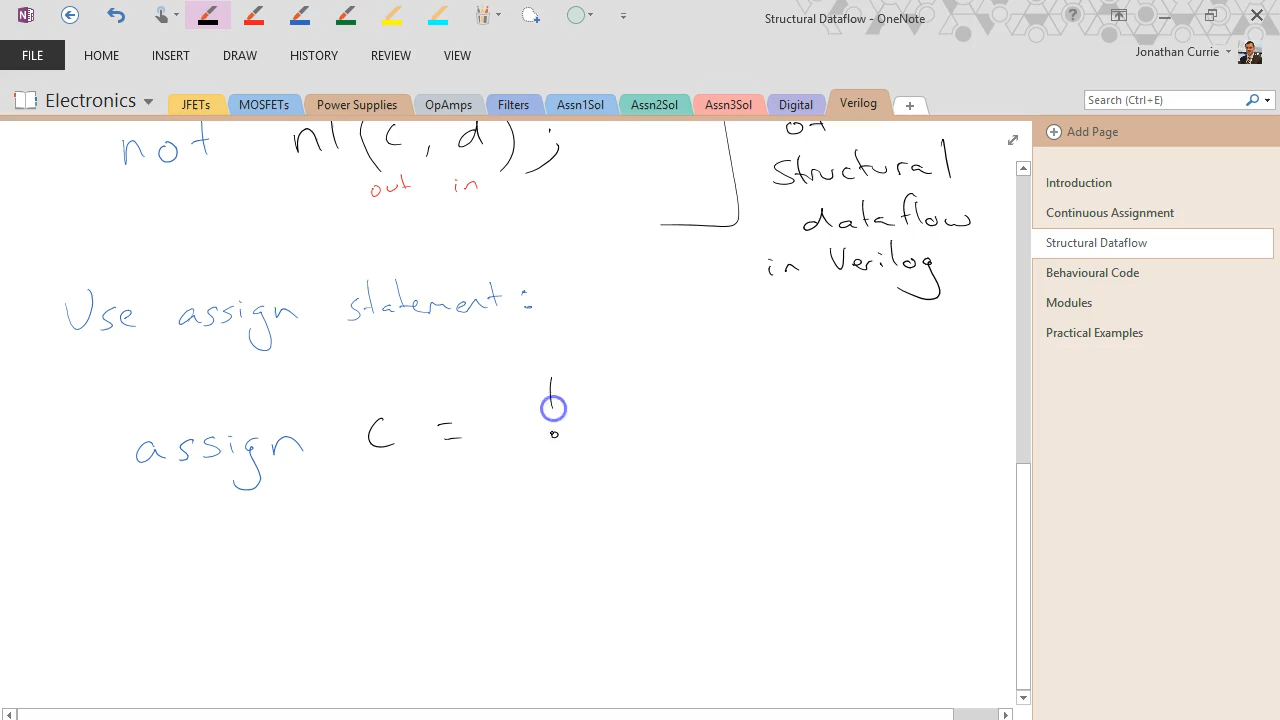 Structural Dataflow - OneNote
?
Jonathan Currie
FILE HOME INSERT DRAW HISTORY REVIEW VIEW
Electronics
JFETs MOSFETs Power Supplies OpAmps Filters Assn1Sol Assn2Sol Assn3Sol Digital Verilog +
Search (Ctrl+E)
Add Page
Introduction
Continuous Assignment
Structural Dataflow
Behavioural Code
Modules
Practical Examples
not n1 (c, d);
out in
of
structural
dataflow
in Verilog
Use assign statement:
assign c = !